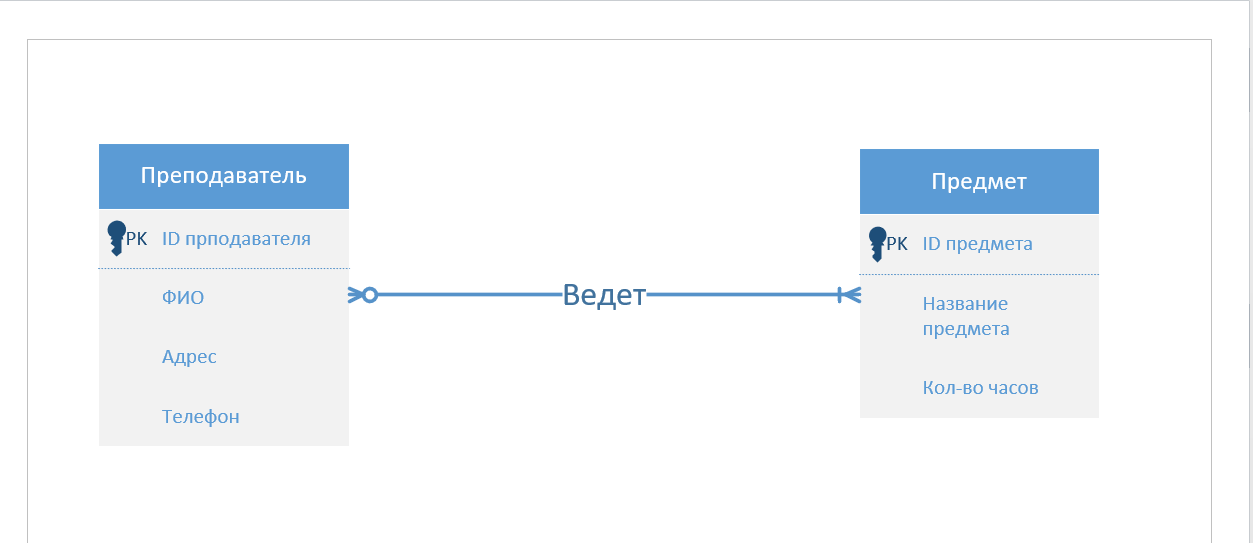 Преподаватель
PK ID прподавателя
ФИО
Адрес
Телефон
Ведет
Предмет
PK ID предмета
Название
предмета
Кол-во часов